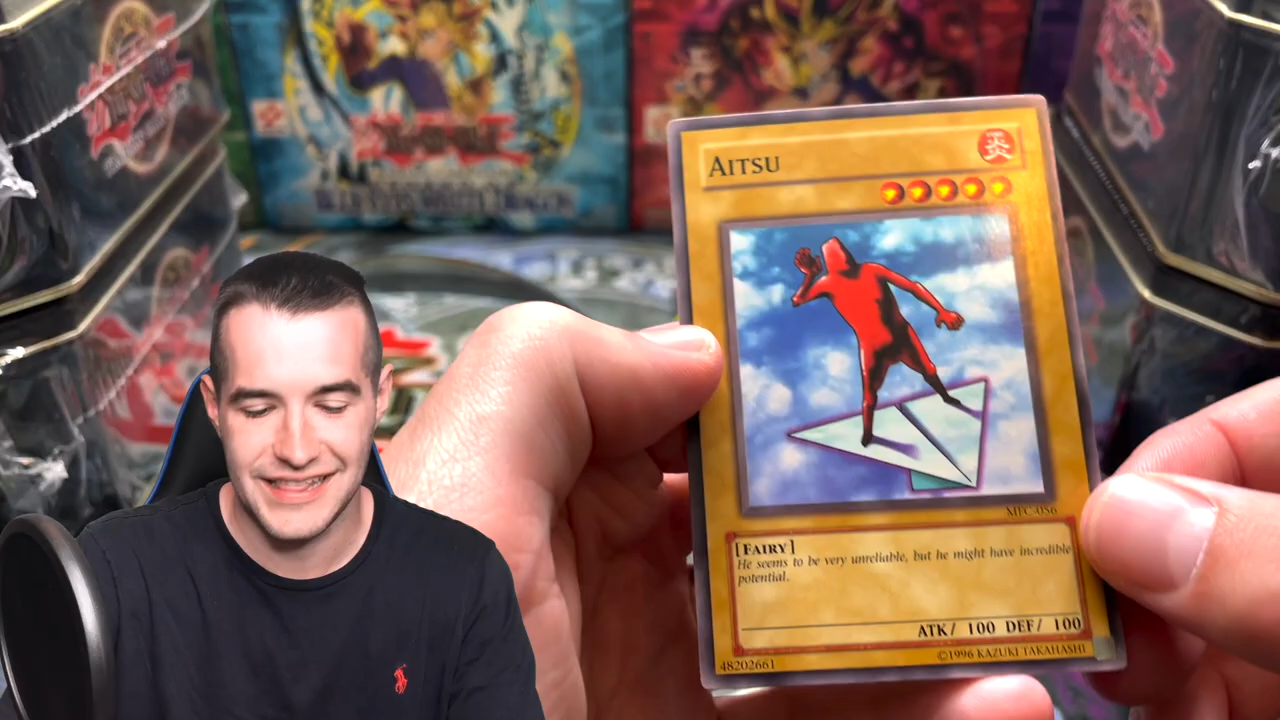 AITSU
炎
MFC-056
[FAIRY]
He seems to be very unreliable, but he might have incredible
potential.
ATK/ 100 DEF/ 100
48202661
©1996 KAZUKI TAKAHASHI